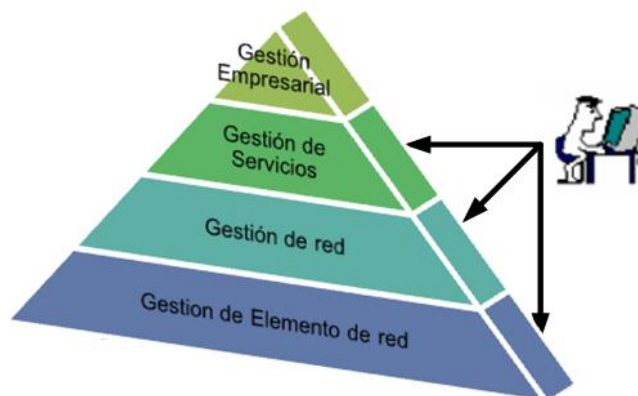 Gestión
Empresarial
Gestión de
Servicios
Gestión de red
Gestion de Elemento de red